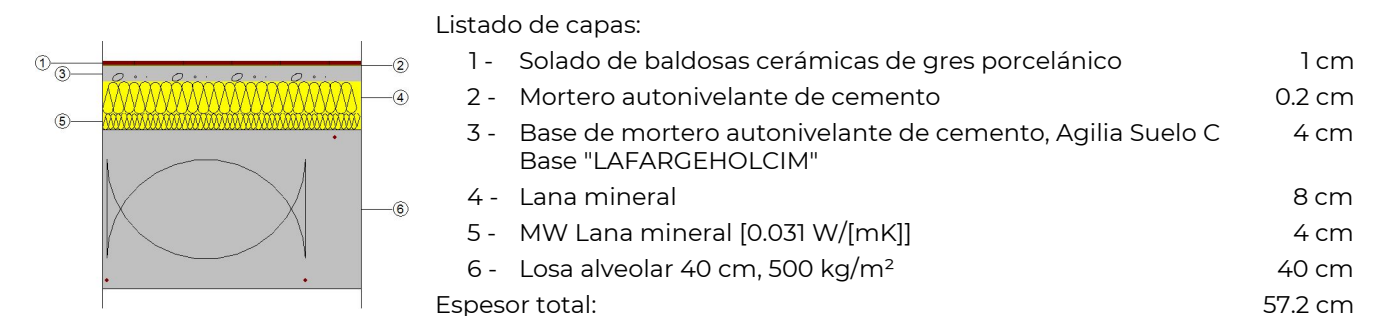 Listado de capas:
1 - Solado de baldosas cerámicas de gres porcelánico 1 cm
2 - Mortero autonivelante de cemento 0.2 cm
3 - Base de mortero autonivelante de cemento, Agilia Suelo C 4 cm
Base "LAFARGEHOLCIM"
4 - Lana mineral 8 cm
5 - MW Lana mineral [0.031 W/[mK]] 4 cm
6 - Losa alveolar 40 cm, 500 kg/m² 40 cm
Espesor total: 57.2 cm
1
2
3
4
5
6